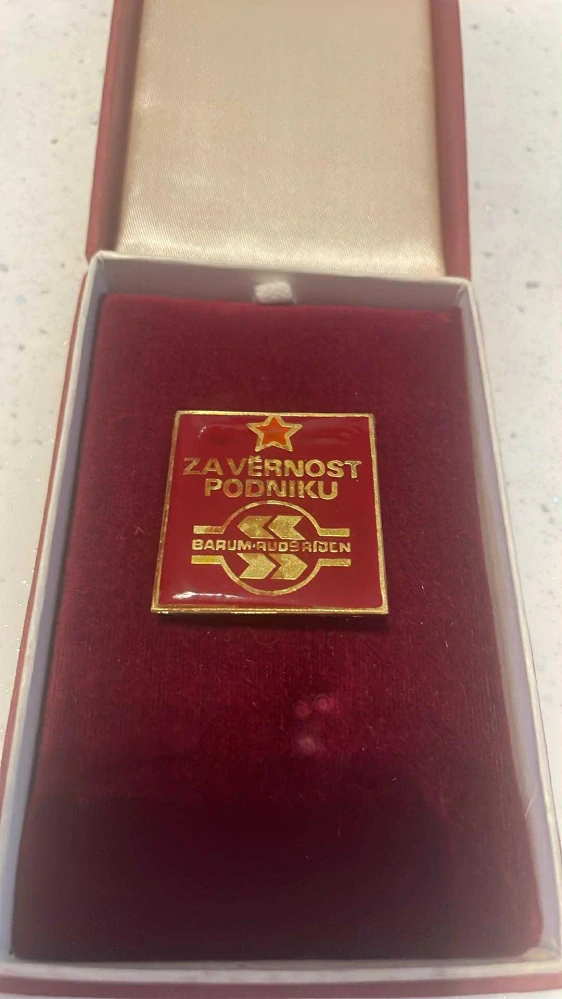 ZA VĚRNOST
PODNIKU
BARUM·RUDÝ ŘÍJEN